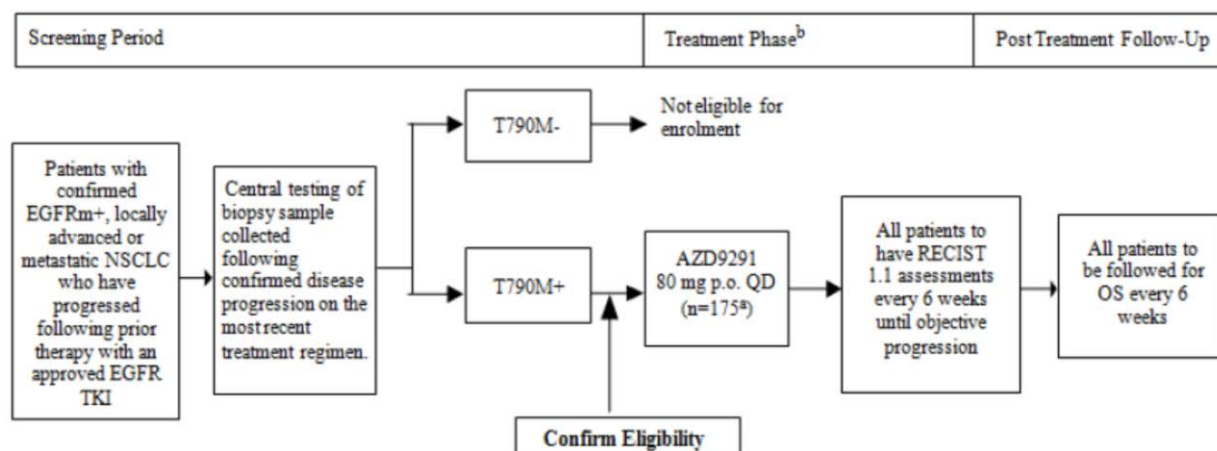 Screening Period
Treatment Phaseb
Post Treatment Follow-Up
Patients with
confirmed
EGFRm+, locally
advanced or
metastatic NSCLC
who have
progressed
following prior
therapy with an
approved EGFR
TKI
Central testing of
biopsy sample
collected
following
confirmed disease
progression on the
most recent
treatment regimen.
T790M-
Not eligible for
enrolment
T790M+
AZD9291
80 mg p.o. QD
(n=175a)
All patients to
have RECIST
1.1 assessments
every 6 weeks
until objective
progression
All patients to
be followed for
OS every 6
weeks
Confirm Eligibility